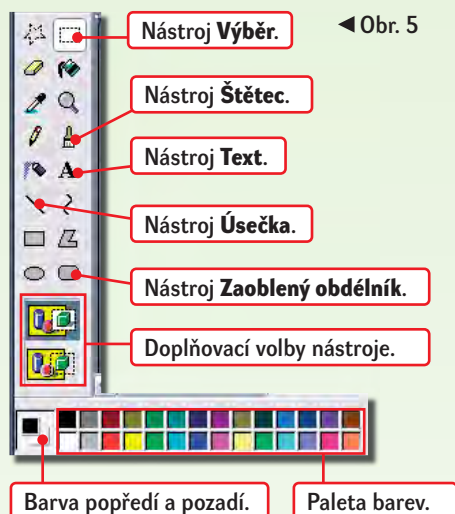 Nástroj Výběr.
◄ Obr. 5
Nástroj Štětec.
Nástroj Text.
A
Nástroj Úsečka.
Nástroj Zaoblený obdélník.
Doplňovací volby nástroje.
Barva popředí a pozadí.
Paleta barev.